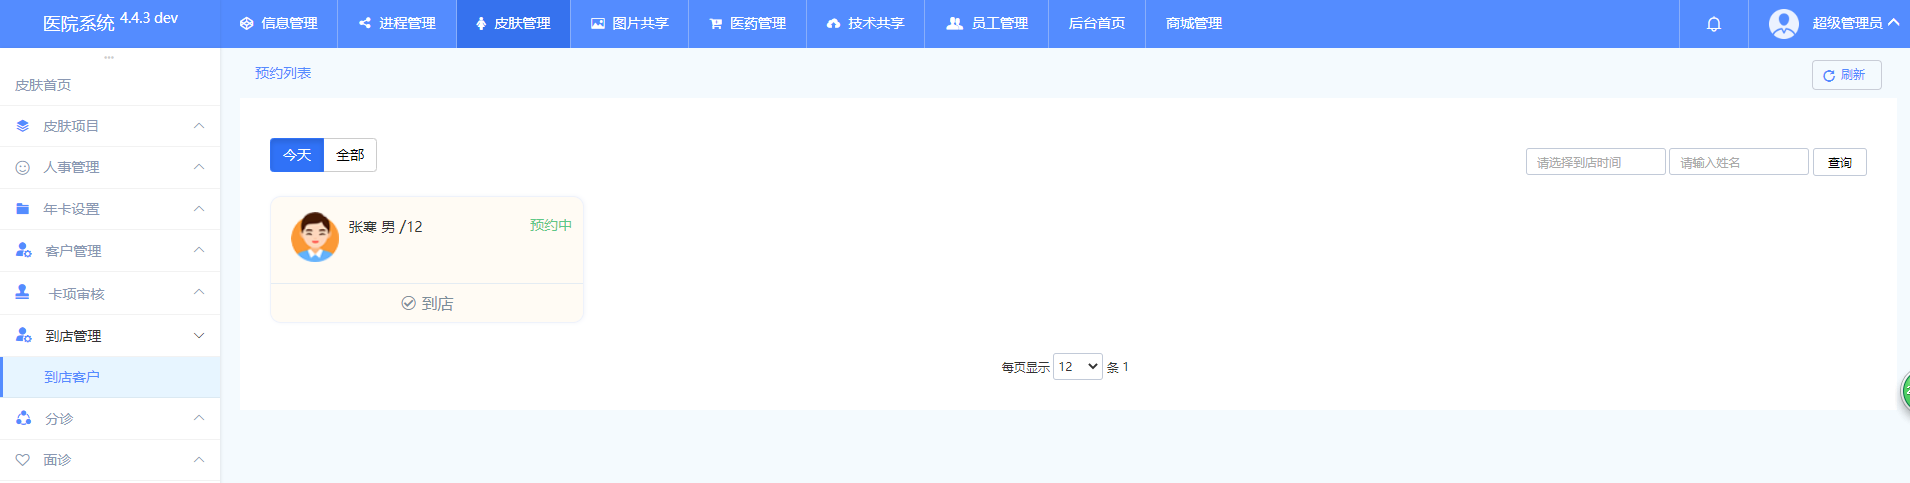 医院系统 4.4.3 dev
信息管理
进程管理
皮肤管理
图片共享
医药管理
技术共享
员工管理
后台首页
商城管理
超级管理员
皮肤首页
皮肤项目
人事管理
年卡设置
客户管理
卡项审核
到店管理
到店客户
分诊
面诊
预约列表
刷新
今天
全部
请选择到店时间
请输入姓名
查询
张骞 男 /12
预约中
到店
每页显示 12 条 1